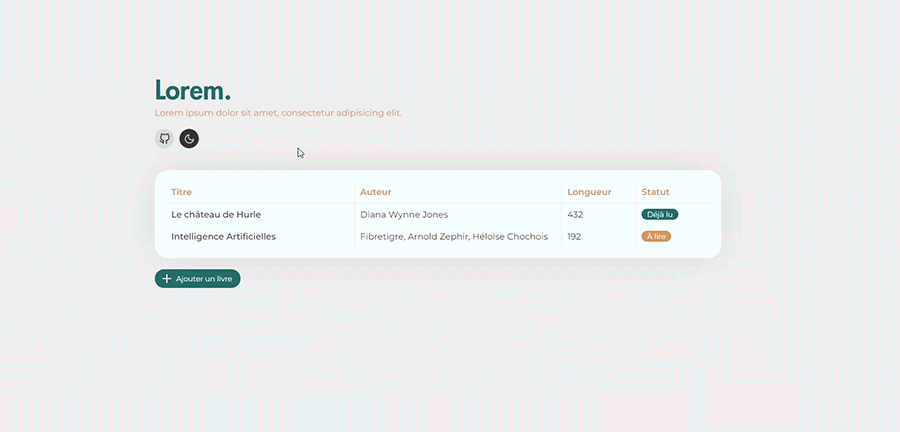 Lorem.
Lorem ipsum dolor sit amet, consectetur adipisicing elit.
Titre Auteur Longueur Statut
Le château de Hurle Diana Wynne Jones 432 Déjà lu
Intelligence Artificielles Fibretigre, Arnold Zephir, Héloïse Chochois 192 À lire
Ajouter un livre